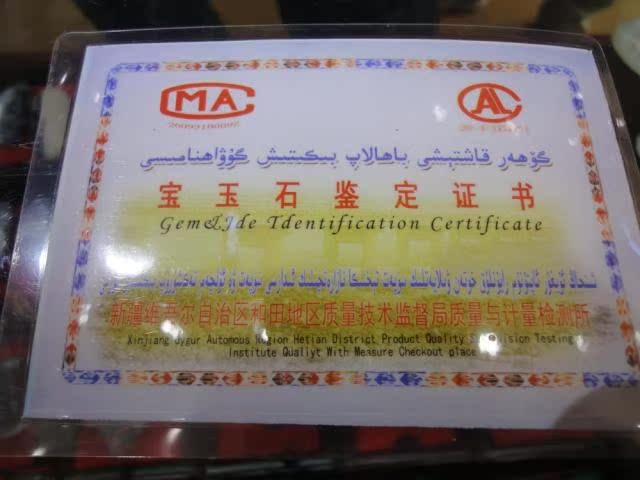 CMA
CAL
گۆھەر قاشتېشى باھالاپ بېكىتىش گۇۋاھنامىسى
宝玉石鉴定证书
Gem&Jde Tdentification Certificate
新疆维吾尔自治区和田地区质量技术监督局质量与计量检测所
Xinjiang Uygur Automous Region Hetian District Product Quality Testing
Institute Qualiyt With Measure Checkout place